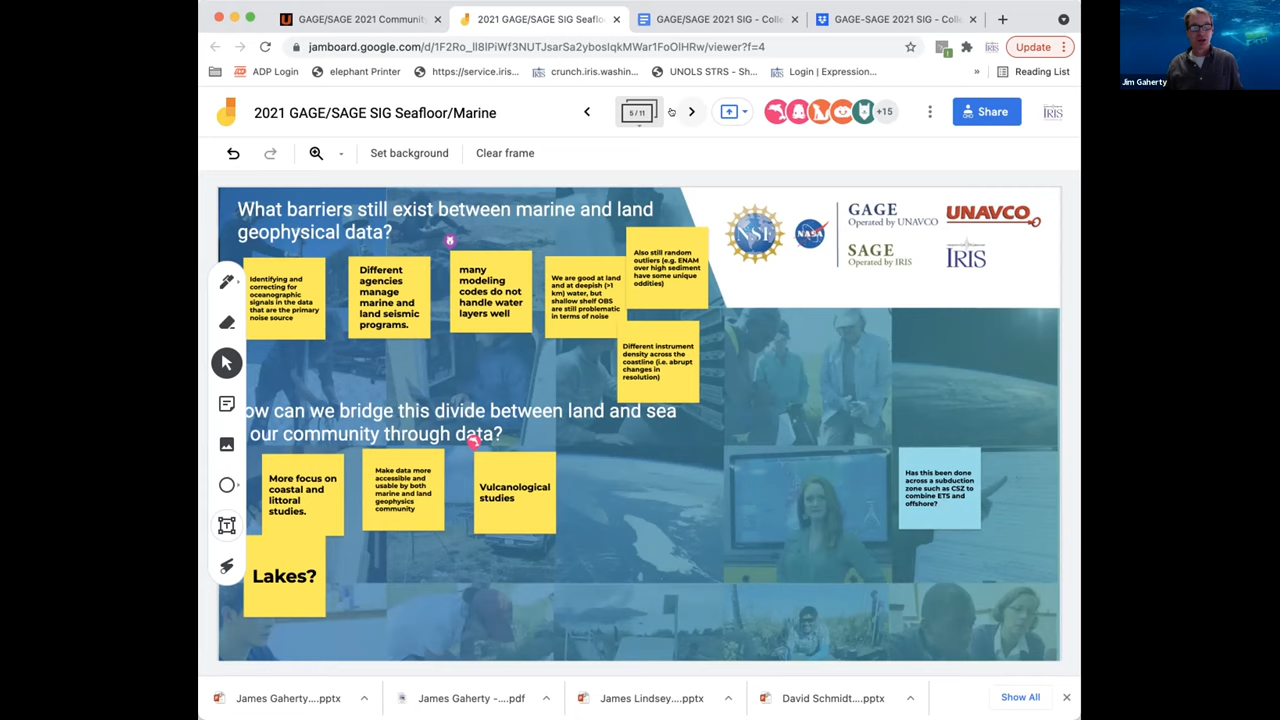 GAGE/SAGE 2021 Community
2021 GAGE/SAGE SIG Seaflo
GAGE/SAGE 2021 SIG - Colle
GAGE-SAGE 2021 SIG - Colle
jamboard.google.com/d/1F2Ro_lI8IPiWf3NUTJsarSa2yboslqkMWar1FoOlHRw/viewer?f=4
Update
ADP Login
elephant Printer
https://service.iris...
crunch.iris.washin...
UNOLS STRS - Sh...
Login | Expression...
»
Reading List
2021 GAGE/SAGE SIG Seafloor/Marine
5 / 11
+15
Share
IRIS
Set background
Clear frame
What barriers still exist between marine and land
geophysical data?
NSF
NASA
GAGE
Operated by UNAVCO
UNAVCO
SAGE
Operated by IRIS
IRIS
Identifying and
correcting for
oceanographic
signals in the data
that are the primary
noise source
Different
agencies
manage
marine and
land seismic
programs.
many
modeling
codes do not
handle water
layers well
We are good at land
and at deepish (>1
km) water, but
shallow shelf OBS
are still problematic
in terms of noise
Also still random
outliers (e.g. ENAM
over high sediment
have some unique
oddities)
Different instrument
density across the
coastline (i.e. abrupt
changes in
resolution)
ow can we bridge this divide between land and sea
our community through data?
More focus on
coastal and
littoral
studies.
Make data more
accessible and
usable by both
marine and land
geophysics
community
Vulcanological
studies
Has this been done
across a subduction
zone such as CSZ to
combine ETS and
offshore?
Lakes?
James Gaherty....pptx
James Gaherty -....pdf
James Lindsey....pptx
David Schmidt....pptx
Show All
Jim Gaherty